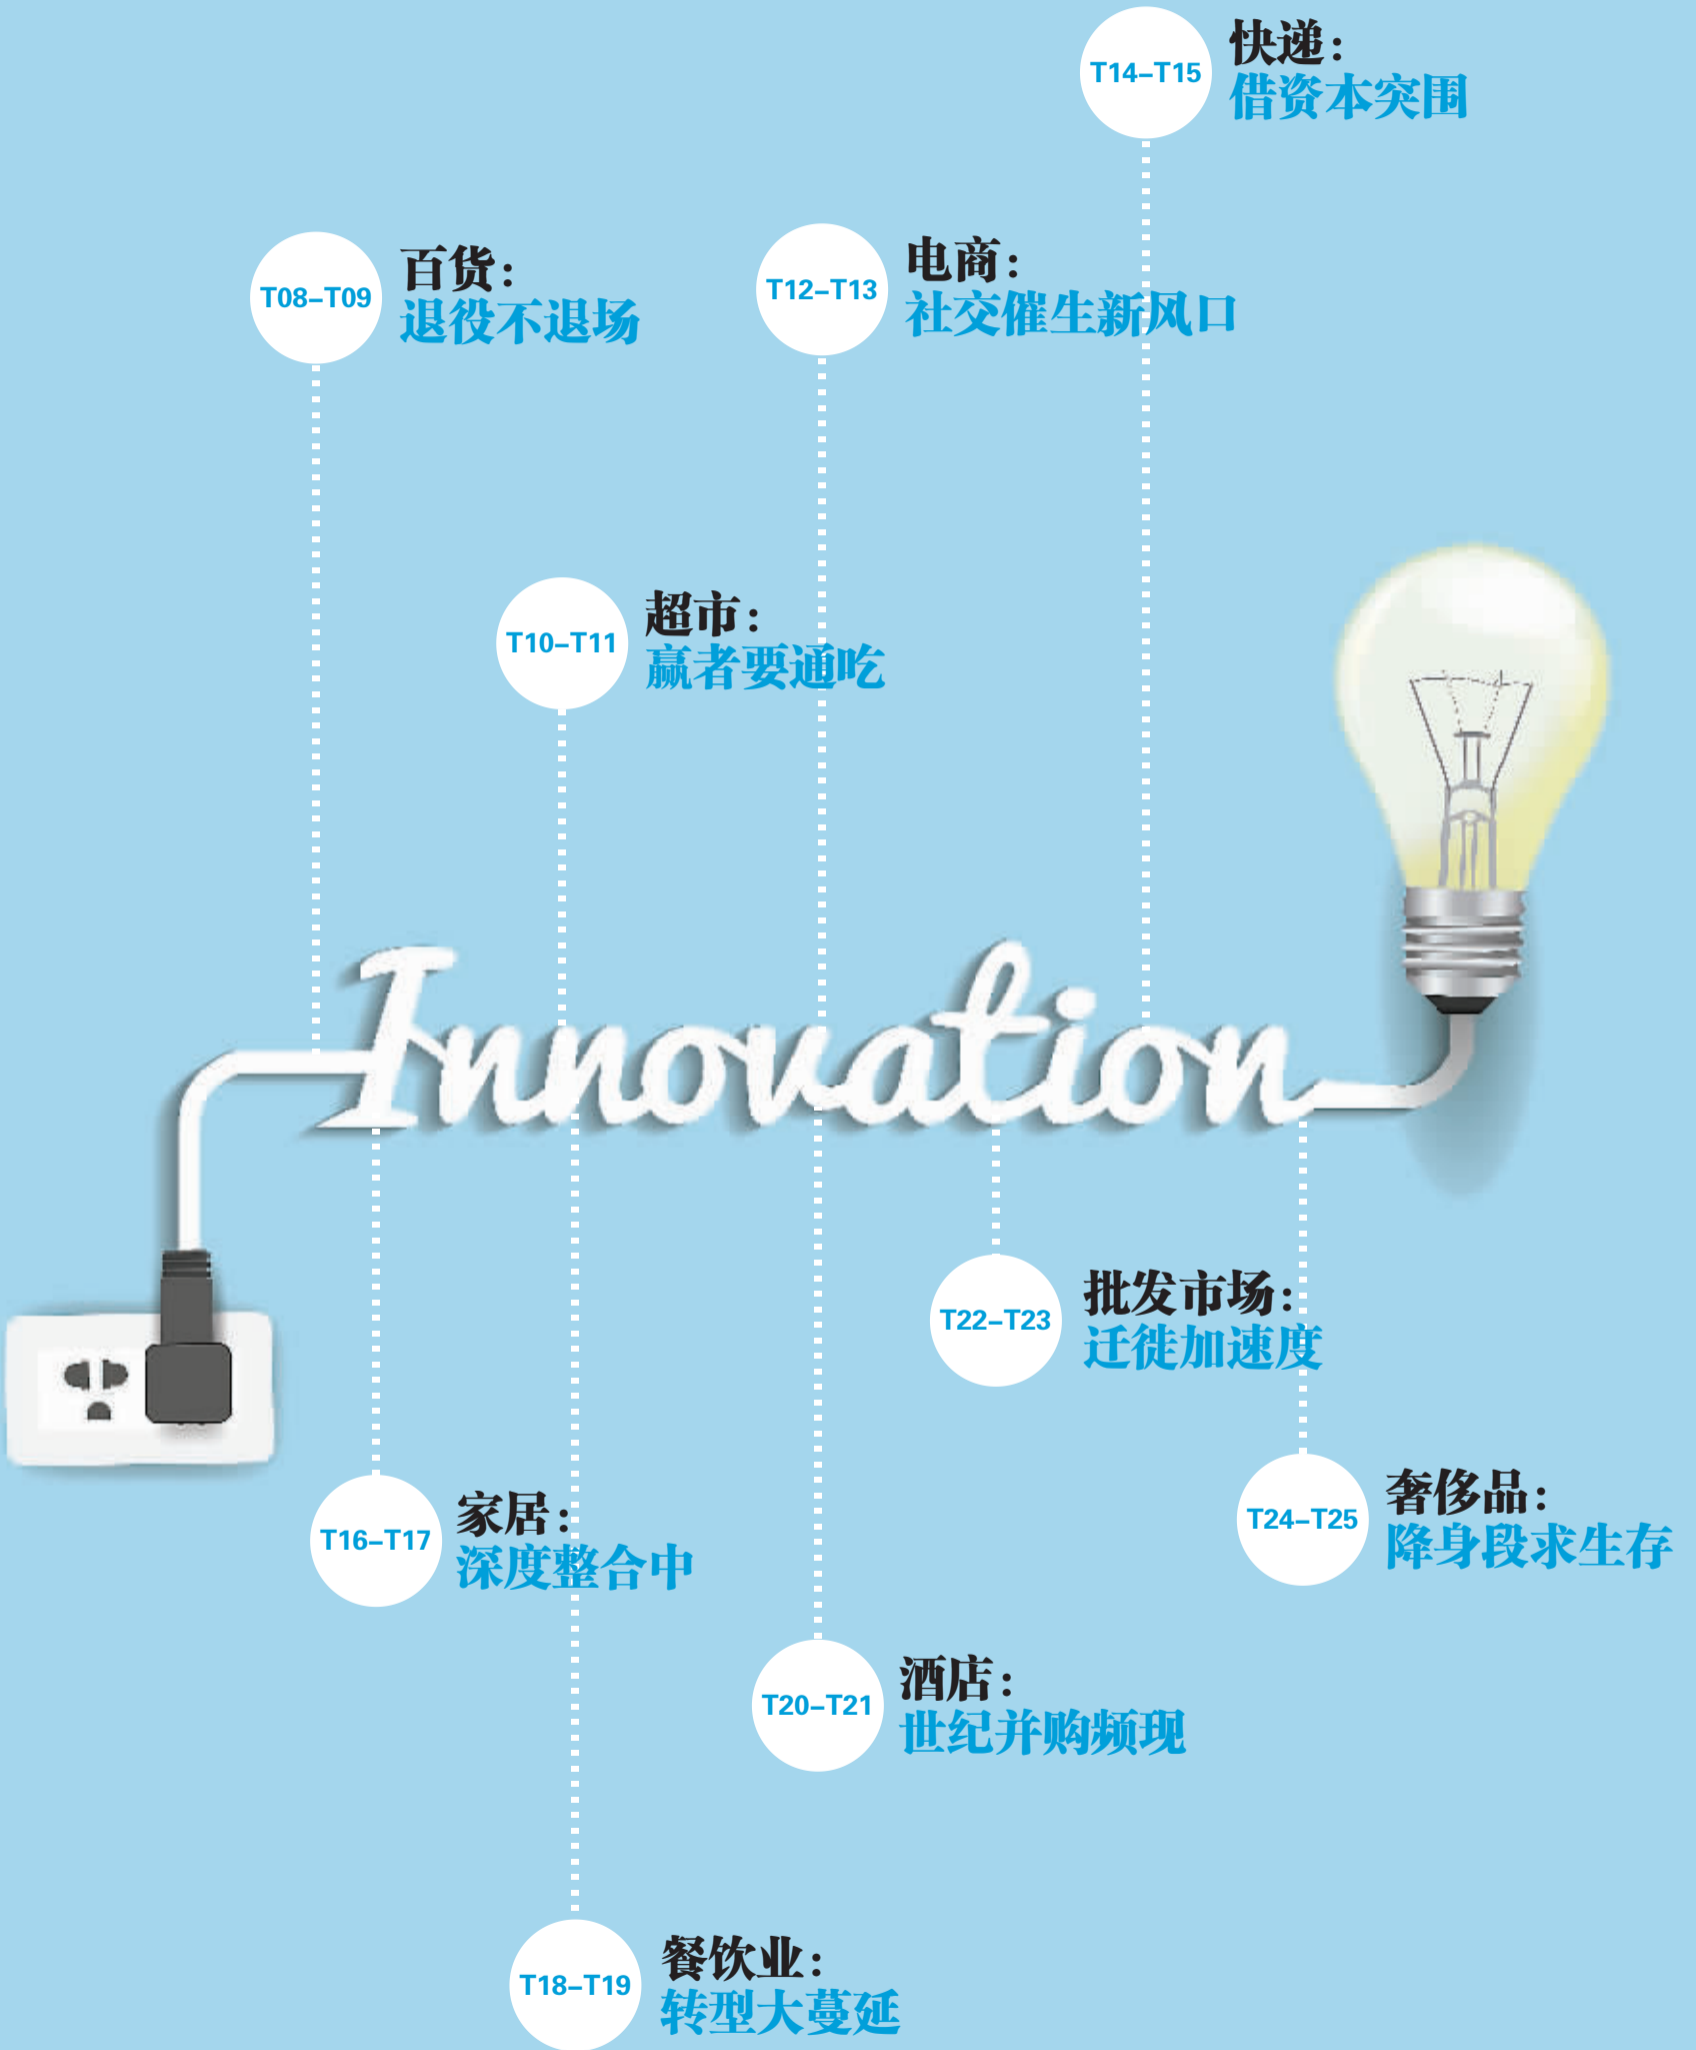 T14–T15
快递：
借资本突围
T08–T09
百货：
退役不退场
T12–T13
电商：
社交催生新风口
T10–T11
超市：
赢者要通吃
Innovation
T22–T23
批发市场：
迁徙加速度
T16–T17
家居：
深度整合中
T24–T25
奢侈品：
降身段求生存
T20–T21
酒店：
世纪并购频现
T18–T19
餐饮业：
转型大蔓延